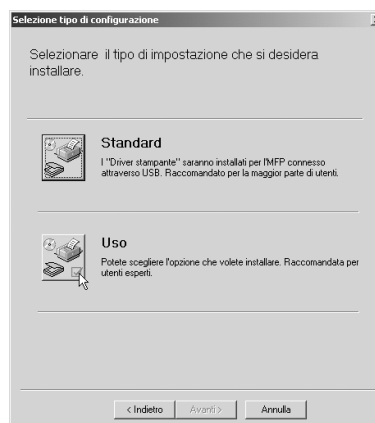 Selezione tipo di configurazione
Selezionare il tipo di impostazione che si desidera
installare.
Standard
I "Driver stampante" saranno installati per l'MFP connesso
attraverso USB. Raccomandato per la maggior parte di utenti.
Uso
Potete scegliere l'opzione che volete installare. Raccomandata per
utenti esperti.
< Indietro
Avanti >
Annulla